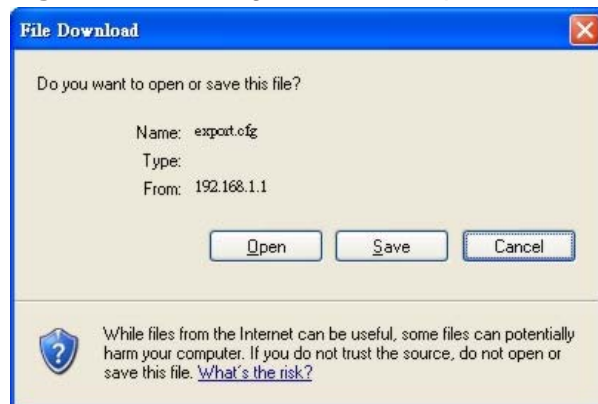 File Download
Do you want to open or save this file?
Name: export.cfg
Type:
From: 192.168.1.1
Open Save Cancel
While files from the Internet can be useful, some files can potentially
harm your computer. If you do not trust the source, do not open or
save this file. What's the risk?